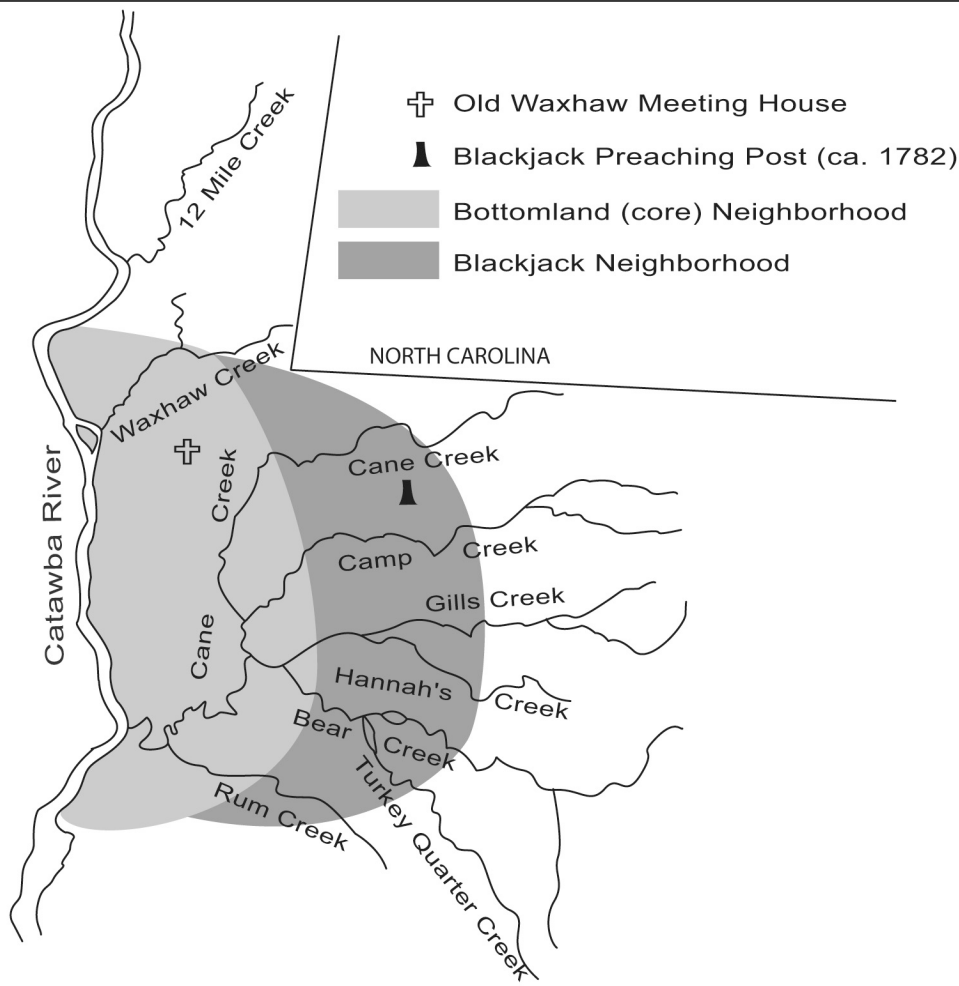 Old Waxhaw Meeting House
Blackjack Preaching Post (ca. 1782)
Bottomland (core) Neighborhood
Blackjack Neighborhood
12 Mile Creek
NORTH CAROLINA
Waxhaw Creek
Catawba River
Cane Creek
Cane Creek
Camp Creek
Gills Creek
Hannah's Creek
Bear Creek
Rum Creek
Turkey Quarter Creek